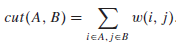 cut(A, B) = ∑ w(i, j).
i∈A,j∈B